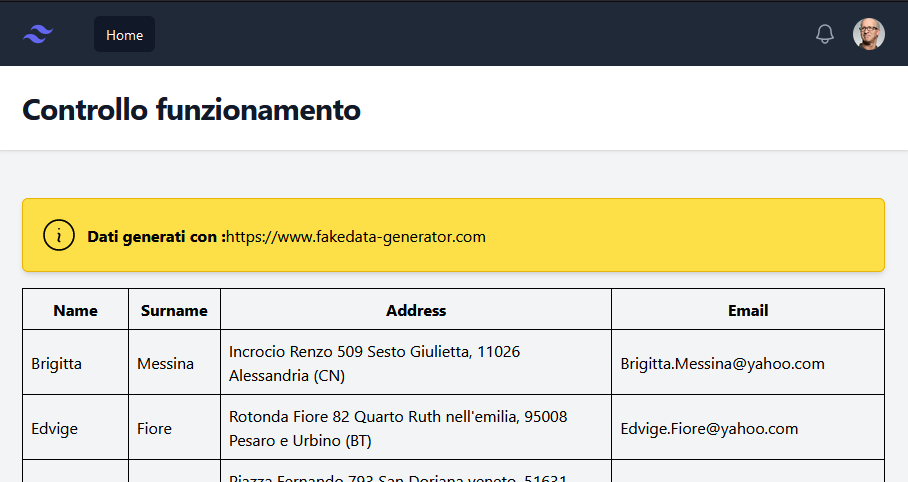 Home
Controllo funzionamento
i
Dati generati con :https://www.fakedata-generator.com
Name Surname Address Email
Brigitta Messina Incrocio Renzo 509 Sesto Giulietta, 11026 Alessandria (CN) Brigitta.Messina@yahoo.com
Edvige Fiore Rotonda Fiore 82 Quarto Ruth nell'emilia, 95008 Pesaro e Urbino (BT) Edvige.Fiore@yahoo.com
Piazza Fernando 793 San Doriana veneto, 51631